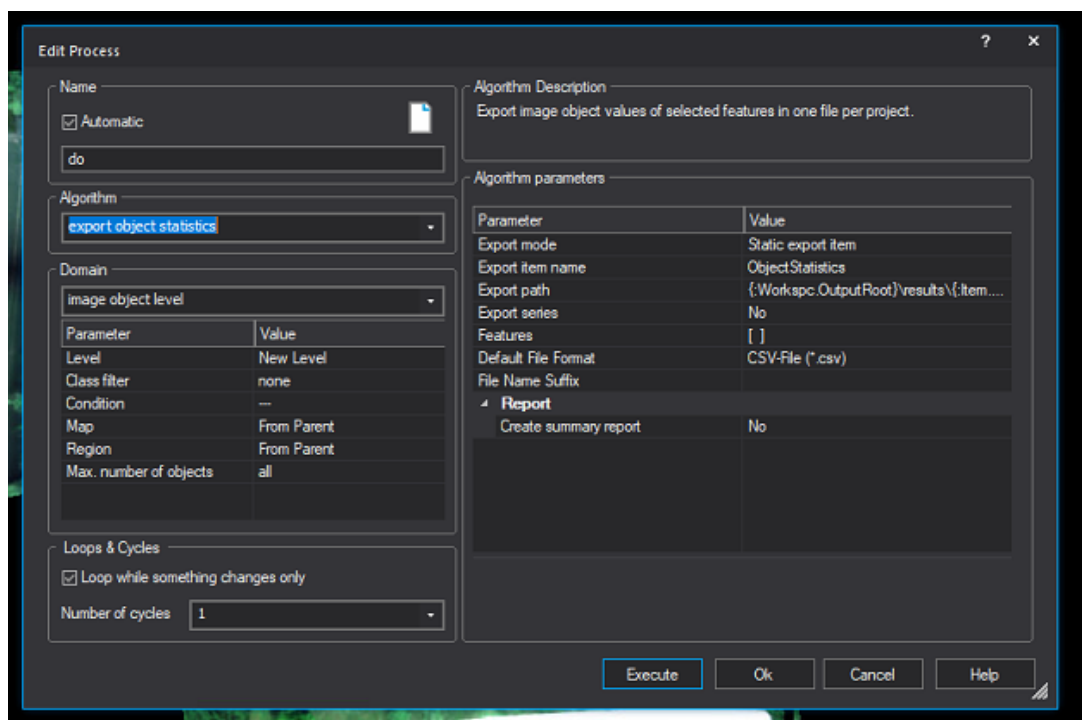 Edit Process
? ×
Name
Automatic
do
Algorithm
export object statistics
Domain
image object level
Parameter Value
Level New Level
Class filter none
Condition ---
Map From Parent
Region From Parent
Max. number of objects all
Loops & Cycles
Loop while something changes only
Number of cycles 1
Algorithm Description
Export image object values of selected features in one file per project.
Algorithm parameters
Parameter Value
Export mode Static export item
Export item name ObjectStatistics
Export path {:Workspc.OutputRoot}\results\{:Item....
Export series No
Features [ ]
Default File Format CSV-File (*.csv)
File Name Suffix
Report
Create summary report No
Execute Ok Cancel Help